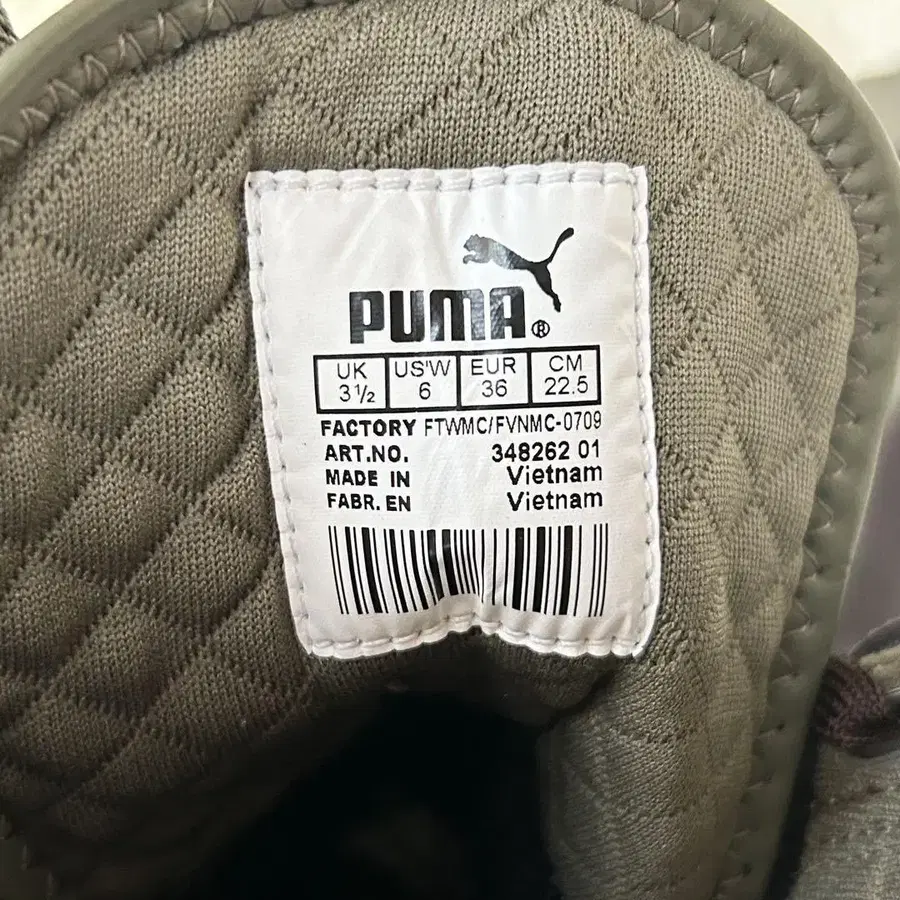 PUMA®
UK US'W EUR CM
3½ 6 36 22.5
FACTORY FTWMC/FVNMC-0709
ART.NO. 348262 01
MADE IN Vietnam
FABR. EN Vietnam